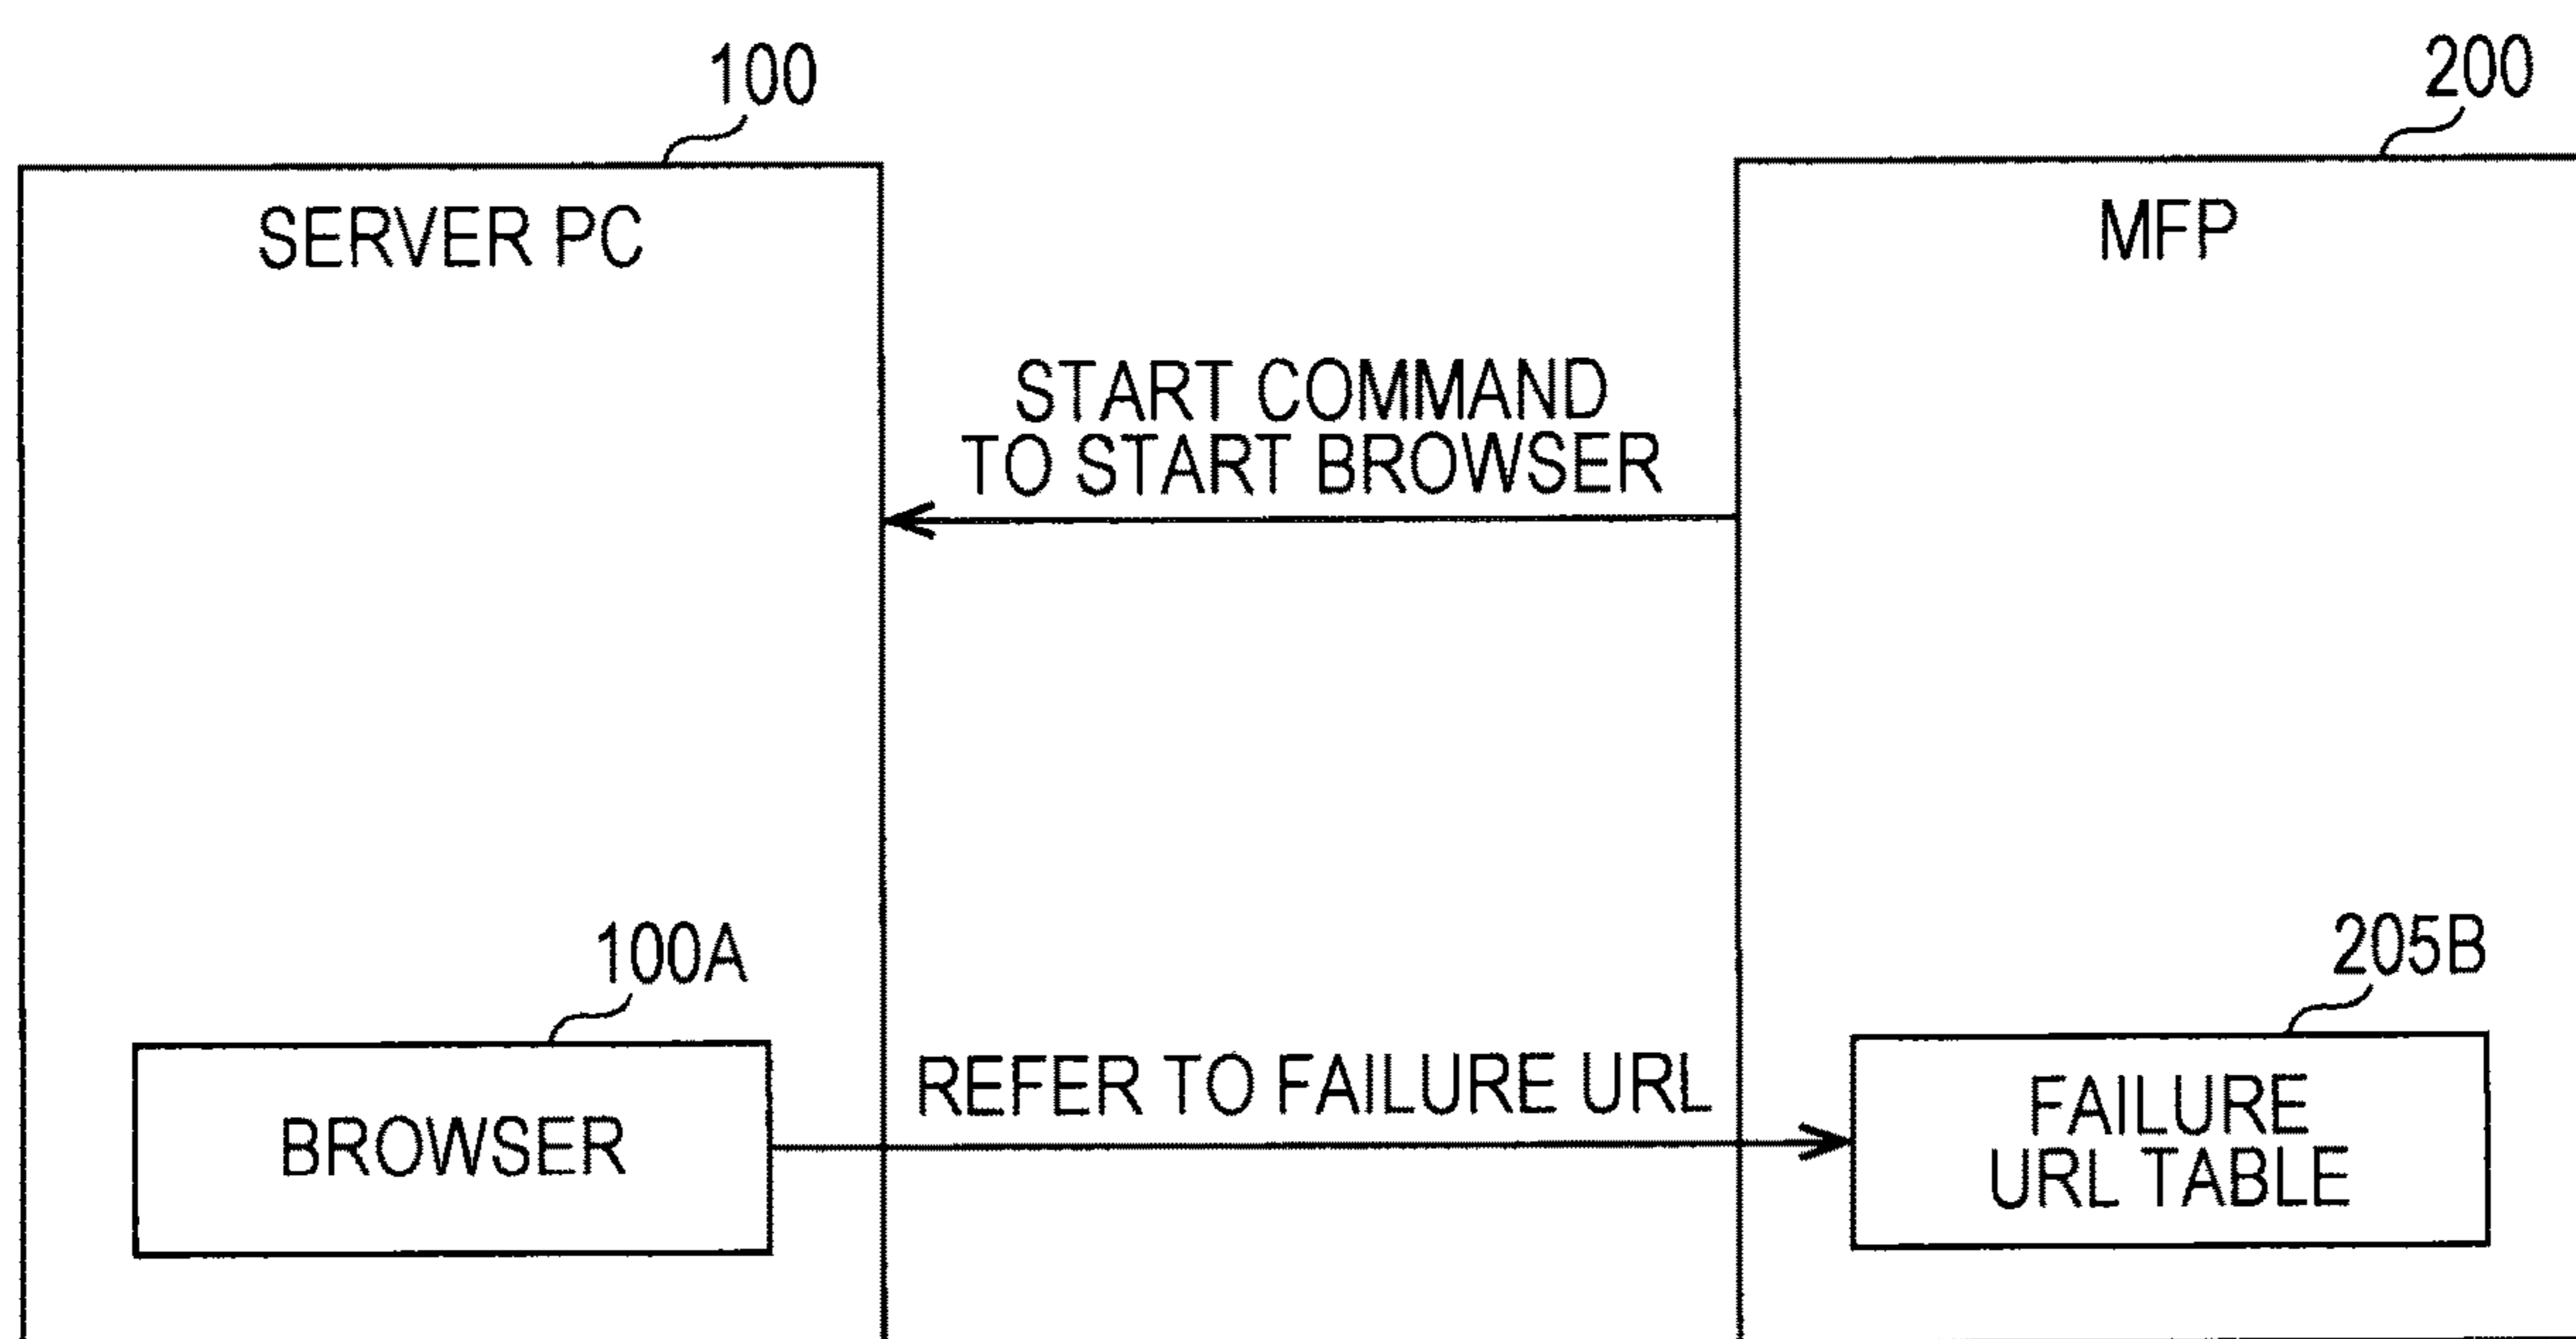 100
200
SERVER PC
MFP
START COMMAND
TO START BROWSER
100A
205B
BROWSER
REFER TO FAILURE URL
FAILURE
URL TABLE